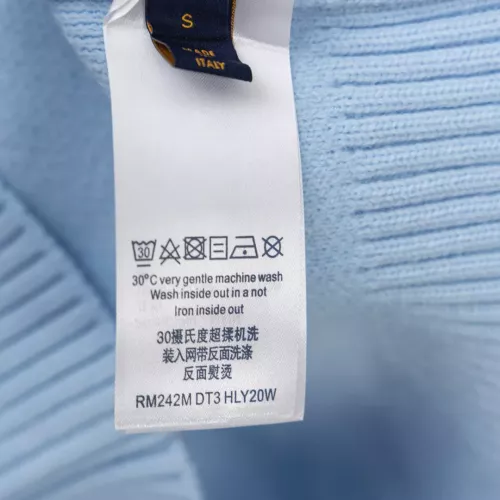 S
MADE
ITALY
30
30°C very gentle machine wash
Wash inside out in a not
Iron inside out
30摄氏度超揉机洗
装入网带反面洗涤
反面熨烫
RM242M DT3 HLY20W